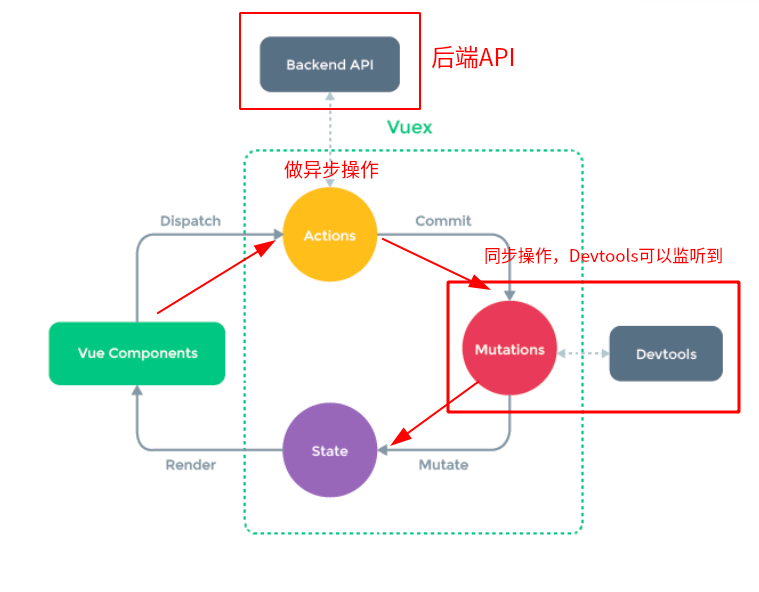 Backend API
后端API
Vuex
做异步操作
Dispatch
Actions
Commit
同步操作，Devtools可以监听到
Vue Components
Mutations
Devtools
State
Render
Mutate